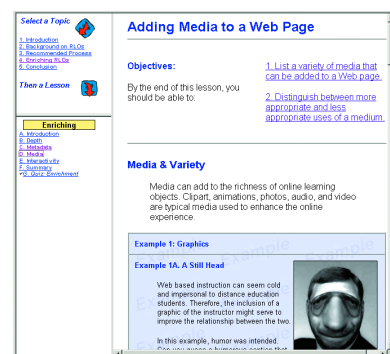 Select a Topic
1. Introduction
2. Background on RLOs
3. Recommended Process
4. Enriching RLOs
6. Conclusion
Then a Lesson
Enriching
A. Introduction
B. Depth
C. Metadata
D. Media
E. Interactivity
F. Summary
G. Quiz: Enrichment
Adding Media to a Web Page
Objectives:
By the end of this lesson, you
should be able to:
1. List a variety of media that
can be added to a Web page.
2. Distinguish between more
appropriate and less
appropriate uses of a medium.
Media & Variety
Media can add to the richness of online learning
objects. Clipart, animations, photos, audio, and video
are typical media used to enhance the online
experience.
Example 1: Graphics
Example 1A. A Still Head
Web based instruction can seem cold
and impersonal to distance education
students. Therefore, the inclusion of a
graphic of the instructor might serve to
improve the relationship between the two.
In this example, humor was intended.